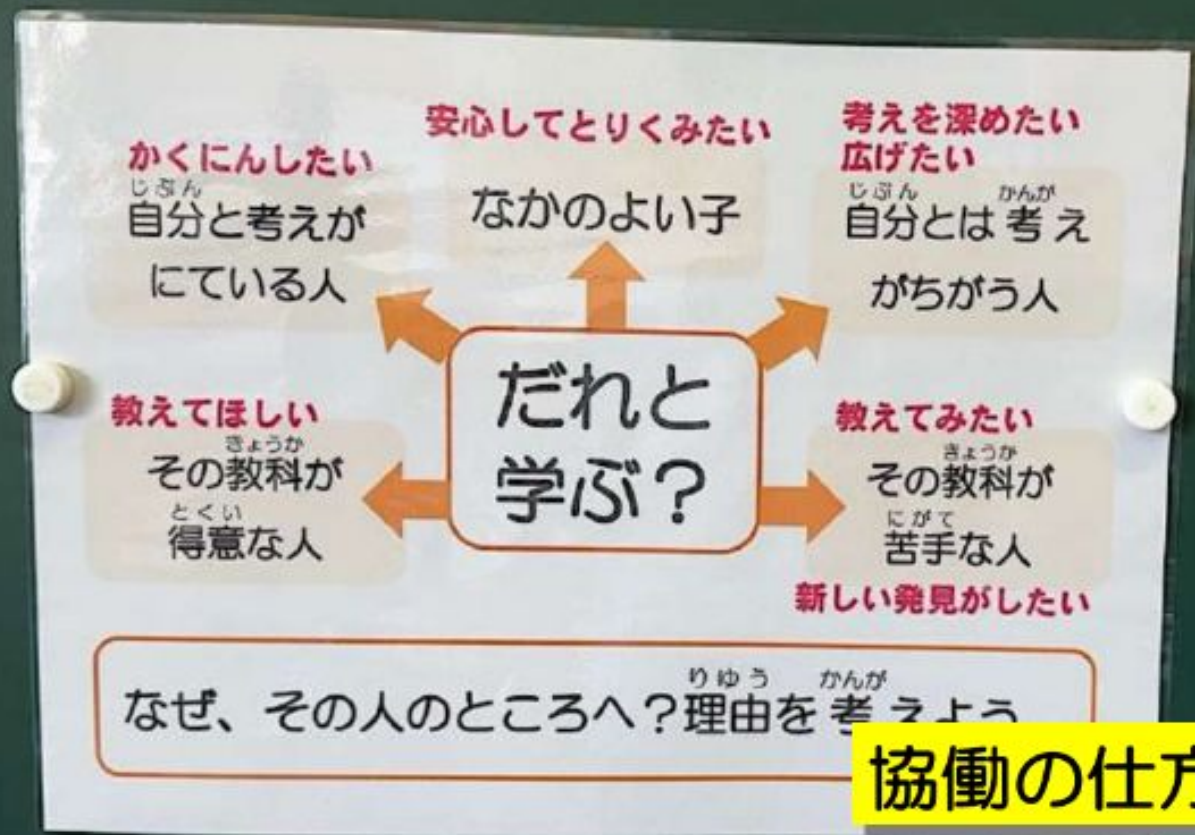 かくにんしたい
自分と考えが
にている人
安心してとりくみたい
なかのよい子
考えを深めたい
広げたい
自分とは考え
がちがう人
だれと
学ぶ?
教えてほしい
その教科が
得意な人
教えてみたい
その教科が
苦手な人
新しい発見がしたい
なぜ、その人のところへ?理由を考えよう
協働の仕方